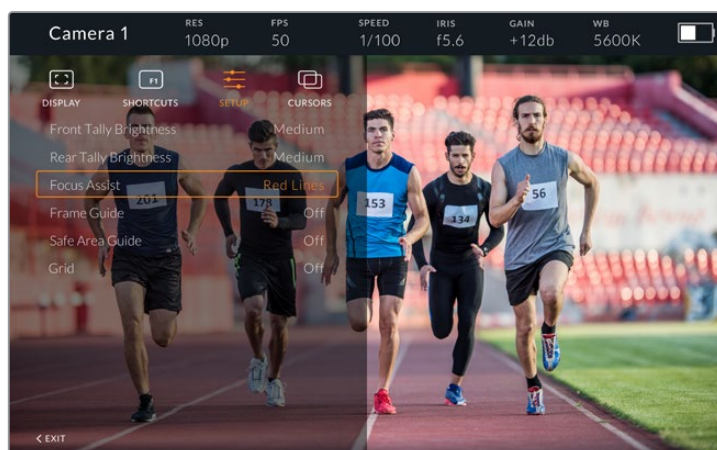 Camera 1
RES FPS SPEED IRIS GAIN WB
1080p 50 1/100 f5.6 +12db 5600K
F1
DISPLAY SHORTCUTS SETUP CURSORS
Front Tally Brightness Medium
Rear Tally Brightness Medium
Focus Assist Red Lines
Frame Guide Off
Safe Area Guide Off
Grid Off
201 178 153 134 56
< EXIT